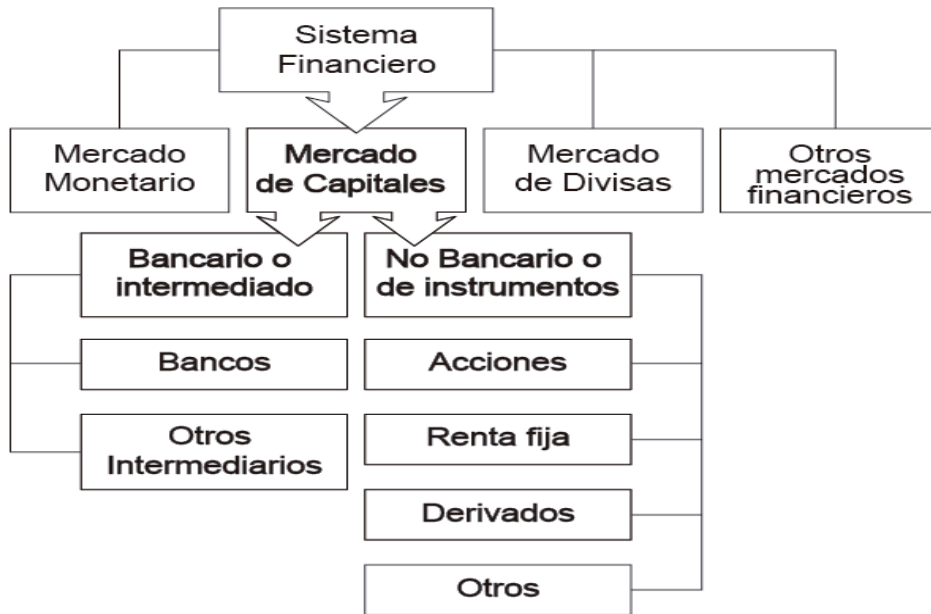 Sistema
Financiero
Mercado
Monetario
Mercado
de Capitales
Mercado
de Divisas
Otros
mercados
financieros
Bancario o
intermediado
No Bancario o
de instrumentos
Bancos
Acciones
Otros
Intermediarios
Renta fija
Derivados
Otros